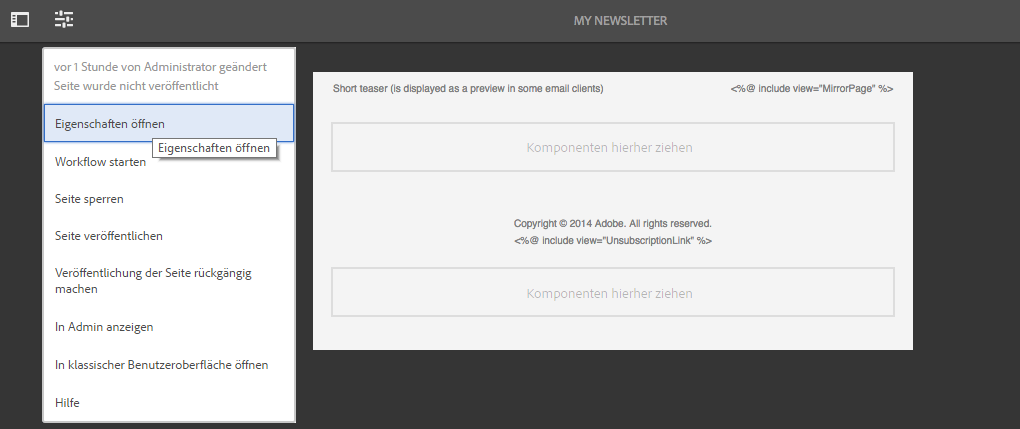 MY NEWSLETTER
vor 1 Stunde von Administrator geändert
Seite wurde nicht veröffentlicht
Eigenschaften öffnen
Eigenschaften öffnen
Workflow starten
Seite sperren
Seite veröffentlichen
Veröffentlichung der Seite rückgängig
machen
In Admin anzeigen
In klassischer Benutzeroberfläche öffnen
Hilfe
Short teaser (is displayed as a preview in some email clients)
<%@ include view="MirrorPage" %>
Komponenten hierher ziehen
Copyright © 2014 Adobe. All rights reserved.
<%@ include view="UnsubscriptionLink" %>
Komponenten hierher ziehen